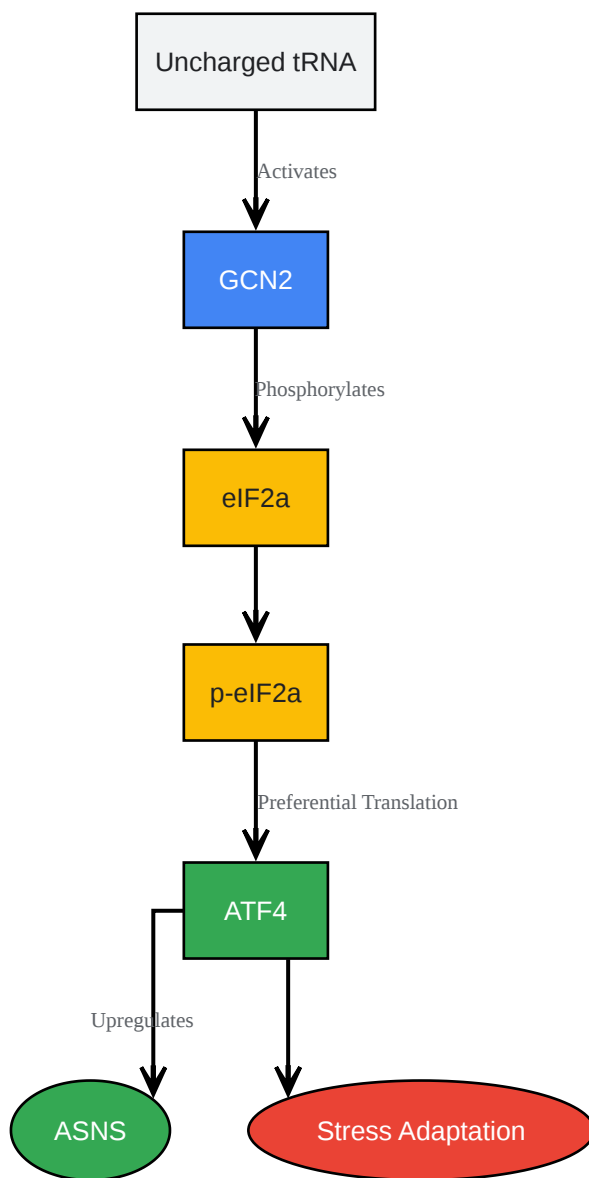 Uncharged tRNA
Activates
GCN2
Phosphorylates
eIF2a
p-eIF2a
Preferential Translation
ATF4
Upregulates
ASNS
Stress Adaptation